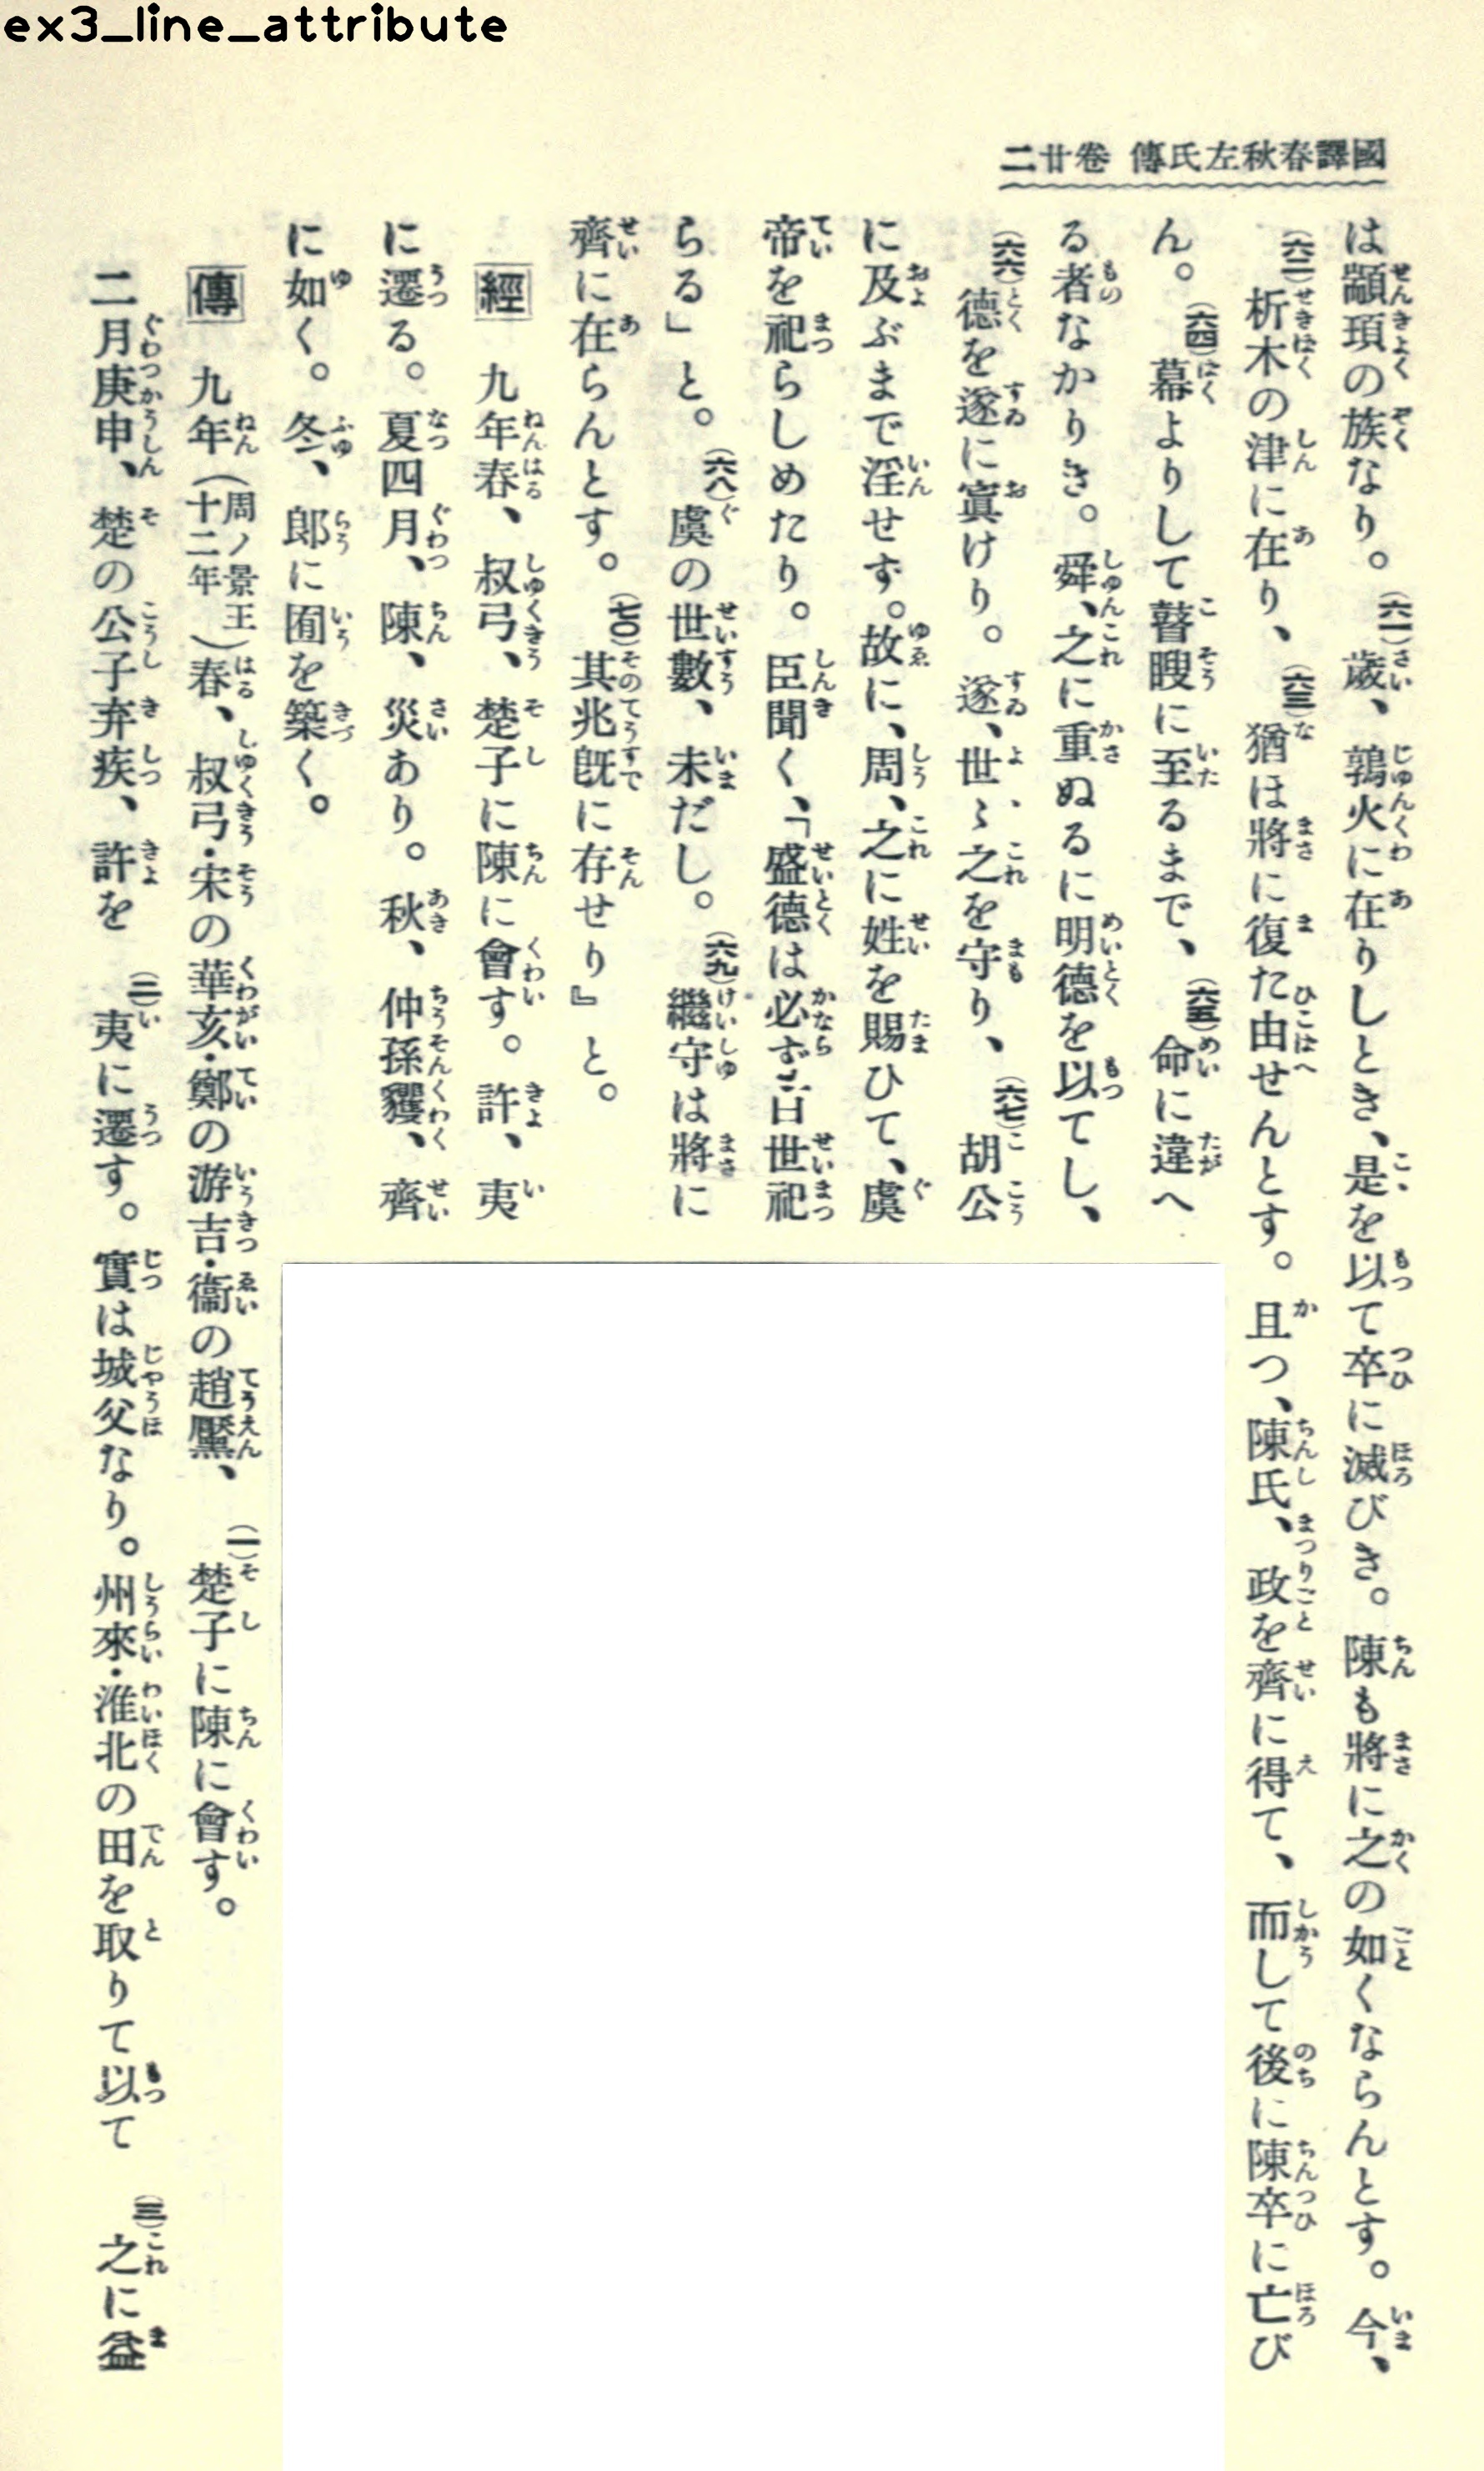 ex3_line_attribute
國譯春秋左氏傳 卷廿二
は顓頊の族なり。(六一)歲、鶉火に在りしとき、是を以て卒に滅びき。陳も將に之の如くならんとす。今、
(六二)析木の津に在り、(六三)猶ほ將に復た由せんとす。且つ、陳氏、政を齊に得て、而して後に陳卒に亡び
ん。(六四)幕よりして瞽瞍に至るまで、(六五)命に違へ
る者なかりき。舜、之に重ぬるに明德を以てし、
(六六)德を遂に寘けり。遂、世〻之を守り、(六七)胡公
に及ぶまで淫せず。故に、周、之に姓を賜ひて、虞
帝を祀らしめたり。臣聞く、「盛德は必ず百世祀
らる」と。(六八)虞の世數、未だし。(六九)繼守は將に
齊に在らんとす。(七〇)其兆既に存せり』と。
經 九年春、叔弓、楚子に陳に會す。許、夷
に遷る。夏四月、陳、災あり。秋、仲孫貜、齊
に如く。冬、郎に囿を築く。
傳 九年(周ノ景王十二年)春、叔弓・宋の華亥・鄭の游吉・衞の趙黶、(一)楚子に陳に會す。
二月庚申、楚の公子弃疾、許を(二)夷に遷す。實は城父なり。州來・淮北の田を取りて以て(三)之に益